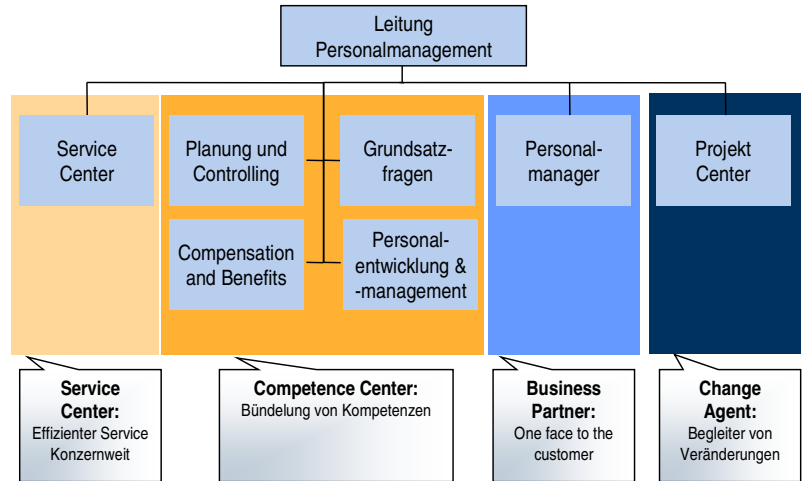 Leitung
Personalmanagement
Service
Center
Planung und
Controlling
Grundsatz-
fragen
Personal-
manager
Projekt
Center
Compensation
and Benefits
Personal-
entwicklung &
-management
Service
Center:
Effizienter Service
Konzernweit
Competence Center:
Bündelung von Kompetenzen
Business
Partner:
One face to the
customer
Change
Agent:
Begleiter von
Veränderungen